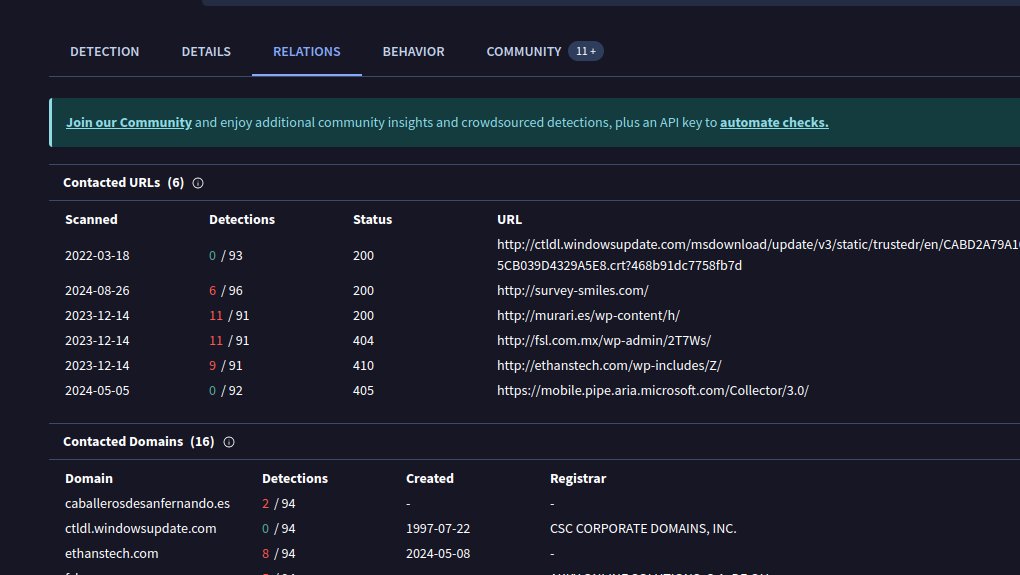 DETECTION DETAILS RELATIONS BEHAVIOR COMMUNITY 11 +
Join our Community and enjoy additional community insights and crowdsourced detections, plus an API key to automate checks.
Contacted URLs (6)
Scanned Detections Status URL
2022-03-18 0 / 93 200 http://ctldl.windowsupdate.com/msdownload/update/v3/static/trustedr/en/CABD2A79A1
5CB039D4329A5E8.crt?468b91dc7758fb7d
2024-08-26 6 / 96 200 http://survey-smiles.com/
2023-12-14 11 / 91 200 http://murari.es/wp-content/h/
2023-12-14 11 / 91 404 http://fsl.com.mx/wp-admin/2T7Ws/
2023-12-14 9 / 91 410 http://ethanstech.com/wp-includes/Z/
2024-05-05 0 / 92 405 https://mobile.pipe.aria.microsoft.com/Collector/3.0/
Contacted Domains (16)
Domain Detections Created Registrar
caballerosdesanfernando.es 2 / 94 - -
ctldl.windowsupdate.com 0 / 94 1997-07-22 CSC CORPORATE DOMAINS, INC.
ethanstech.com 8 / 94 2024-05-08 -